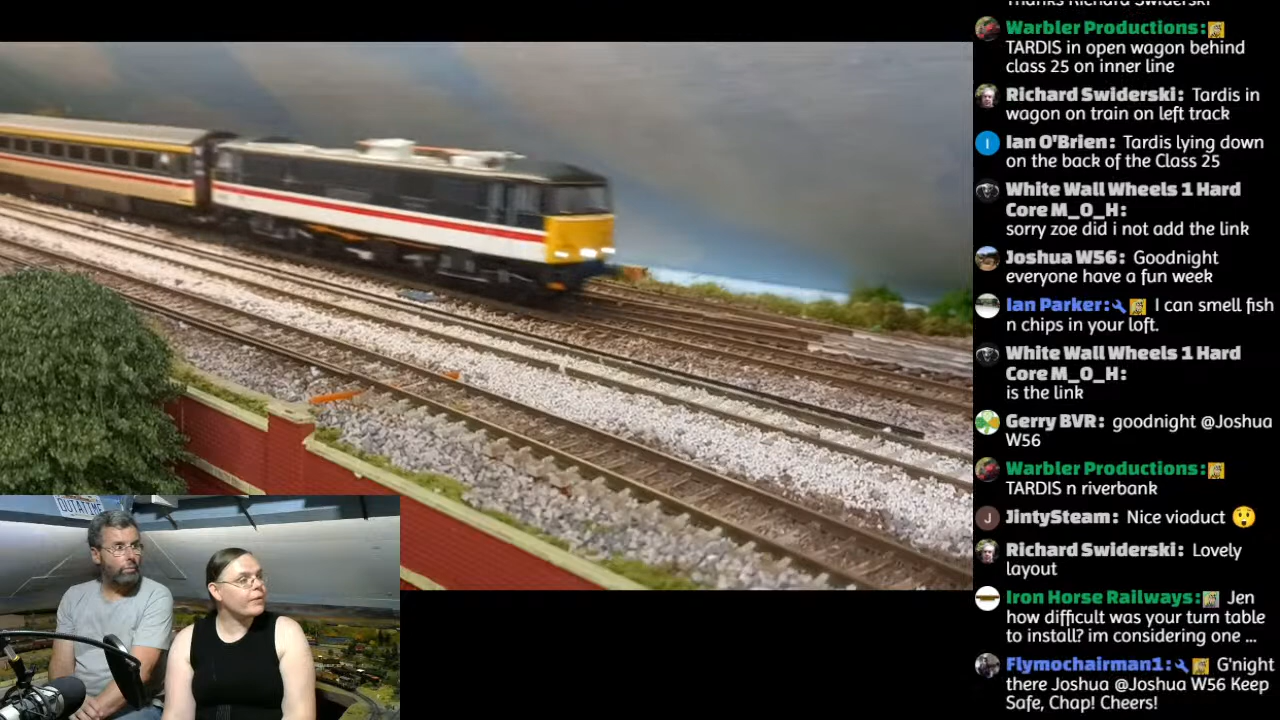 Thanks Richard Swiderski
Warbler Productions:
TARDIS in open wagon behind
class 25 on inner line
Richard Swiderski: Tardis in
wagon on train on left track
Ian O'Brien: Tardis lying down
on the back of the Class 25
White Wall Wheels 1 Hard
Core M_O_H:
sorry zoe did i not add the link
Joshua W56: Goodnight
everyone have a fun week
Ian Parker: I can smell fish
n chips in your loft.
White Wall Wheels 1 Hard
Core M_O_H:
is the link
Gerry BVR: goodnight @Joshua
W56
Warbler Productions:
TARDIS n riverbank
J
JintySteam: Nice viaduct 😲
Richard Swiderski: Lovely
layout
Iron Horse Railways: Jen
how difficult was your turn table
to install? im considering one ...
Flymochairman1: G'night
there Joshua @Joshua W56 Keep
Safe, Chap! Cheers!
I
OUTATIME